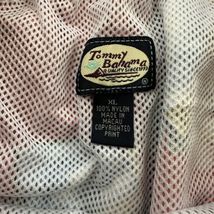 Tommy
Bahama
®
XL
100% NYLON
MADE IN
MACAU
COPYRIGHTED
PRINT